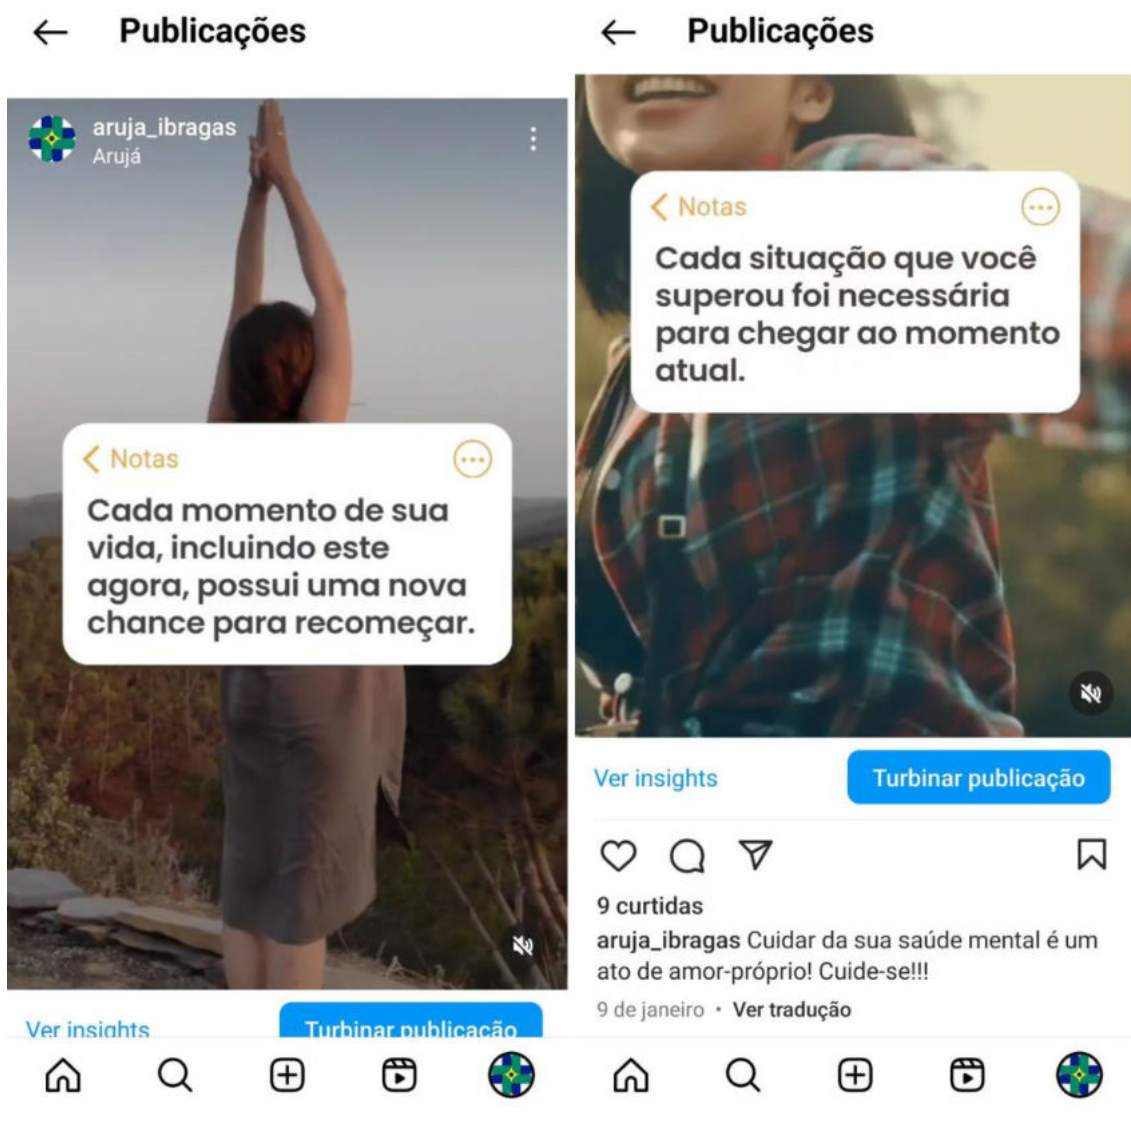 Publicações
aruja_ibragas
Arujá
Notas
Cada momento de sua
vida, incluindo este
agora, possui uma nova
chance para recomeçar.
Ver insights
Turbinar publicação
Publicações
Notas
Cada situação que você
superou foi necessária
para chegar ao momento
atual.
Ver insights
Turbinar publicação
9 curtidas
aruja_ibragas Cuidar da sua saúde mental é um
ato de amor-próprio! Cuide-se!!!
9 de janeiro • Ver tradução